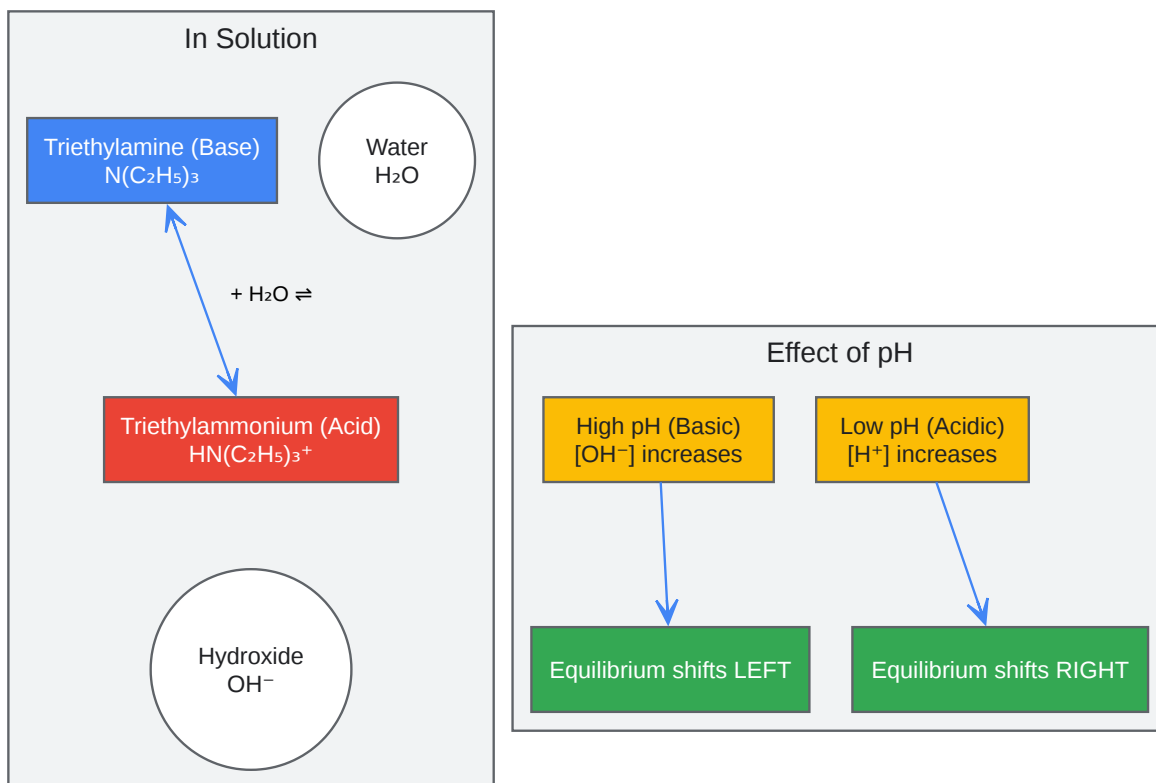 In Solution
Triethylamine (Base)
N(C₂H₅)₃
Water
H₂O
+ H₂O ⇌
Triethylammonium (Acid)
HN(C₂H₅)₃⁺
Hydroxide
OH⁻
Effect of pH
High pH (Basic)
[OH⁻] increases
Low pH (Acidic)
[H⁺] increases
Equilibrium shifts LEFT
Equilibrium shifts RIGHT